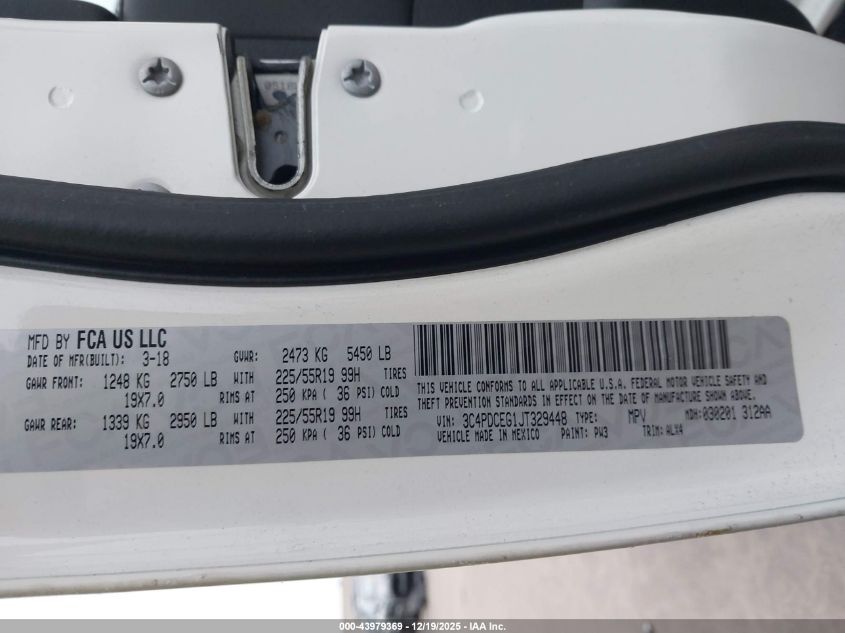 MFD BY FCA US LLC
DATE OF MFR(BUILT): 3-18 GVWR: 2473 KG 5450 LB
GAWR FRONT: 1248 KG 2750 LB WITH 225/55R19 99H TIRES
19X7.0 RIMS AT 250 KPA ( 36 PSI) COLD
GAWR REAR: 1339 KG 2950 LB WITH 225/55R19 99H TIRES
19X7.0 RIMS AT 250 KPA ( 36 PSI) COLD
THIS VEHICLE CONFORMS TO ALL APPLICABLE U.S.A. FEDERAL MOTOR VEHICLE SAFETY AND
THEFT PREVENTION STANDARDS IN EFFECT ON THE DATE OF MANUFACTURE SHOWN ABOVE.
VIN: 3C4PDCEG1JT329448 TYPE: MPV MDH: 030201 312AA
VEHICLE MADE IN MEXICO PAINT: PW3 TRIM: ALX4
000-43979369 | 12/19/2025 - IAA Inc.